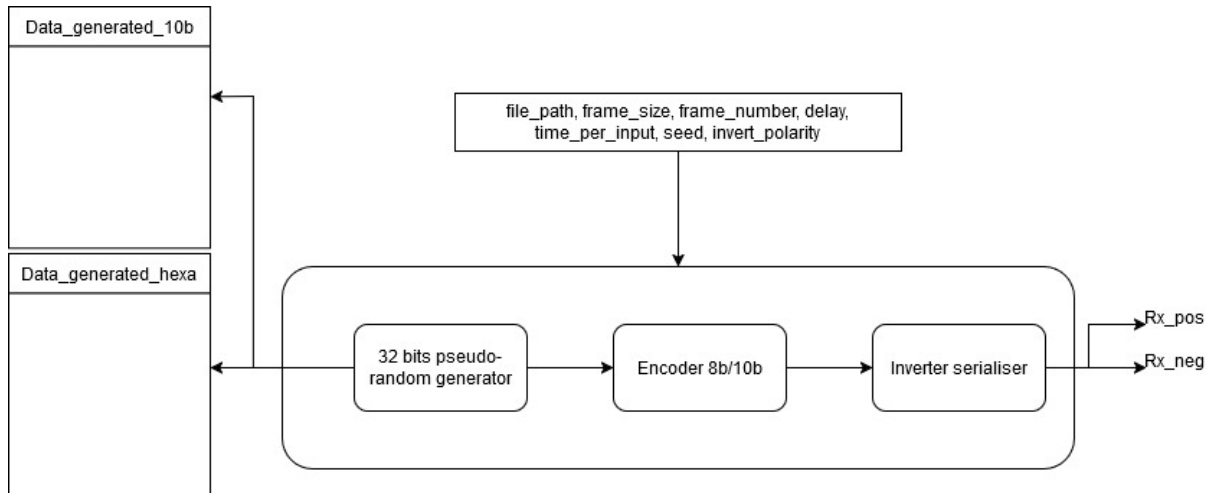 Data_generated_10b
file_path, frame_size, frame_number, delay,
time_per_input, seed, invert_polarity
Data_generated_hexa
32 bits pseudo-
random generator
Encoder 8b/10b
Inverter serialiser
Rx_pos
Rx_neg